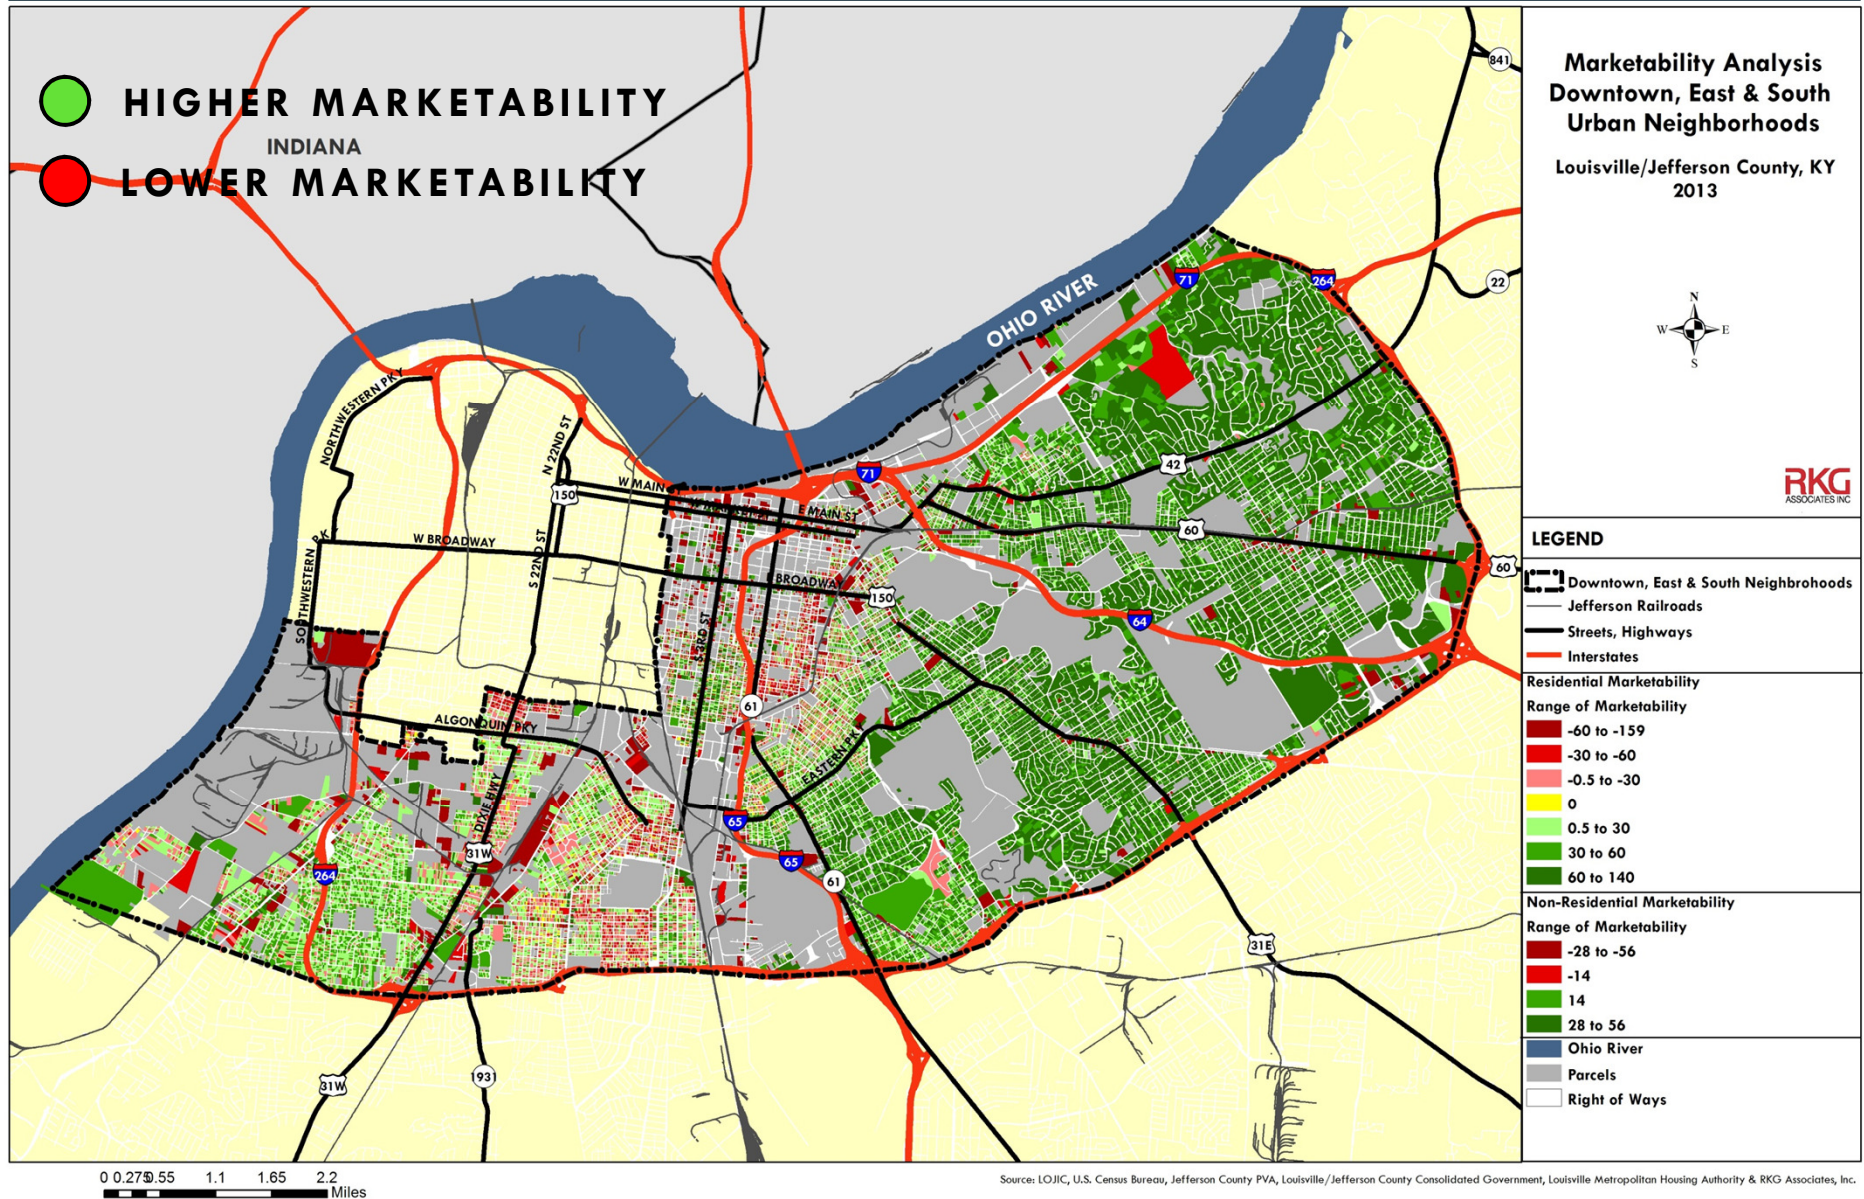 HIGHER MARKETABILITY
INDIANA
LOWER MARKETABILITY
OHIO RIVER
71
264
841
22
NORTHWESTERN PKY
N 22ND ST
150
W MAIN ST
E MAIN ST
71
42
60
60
W BROADWAY
S 22ND ST
BROADWAY
150
SOUTHWESTERN PK
S 3RD ST
64
61
ALGONQUIN PKY
EASTERN PK
DIXIE HWY
65
65
31W
264
61
31E
31W
1931
Marketability Analysis
Downtown, East & South
Urban Neighborhoods
Louisville/Jefferson County, KY
2013
N
W E
S
RKG
ASSOCIATES INC
LEGEND
Downtown, East & South Neighbrohoods
Jefferson Railroads
Streets, Highways
Interstates
Residential Marketability
Range of Marketability
-60 to -159
-30 to -60
-0.5 to -30
0
0.5 to 30
30 to 60
60 to 140
Non-Residential Marketability
Range of Marketability
-28 to -56
-14
14
28 to 56
Ohio River
Parcels
Right of Ways
0 0.275 0.55 1.1 1.65 2.2
Miles
Source: LOJIC, U.S. Census Bureau, Jefferson County PVA, Louisville/Jefferson County Consolidated Government, Louisville Metropolitan Housing Authority & RKG Associates, Inc.